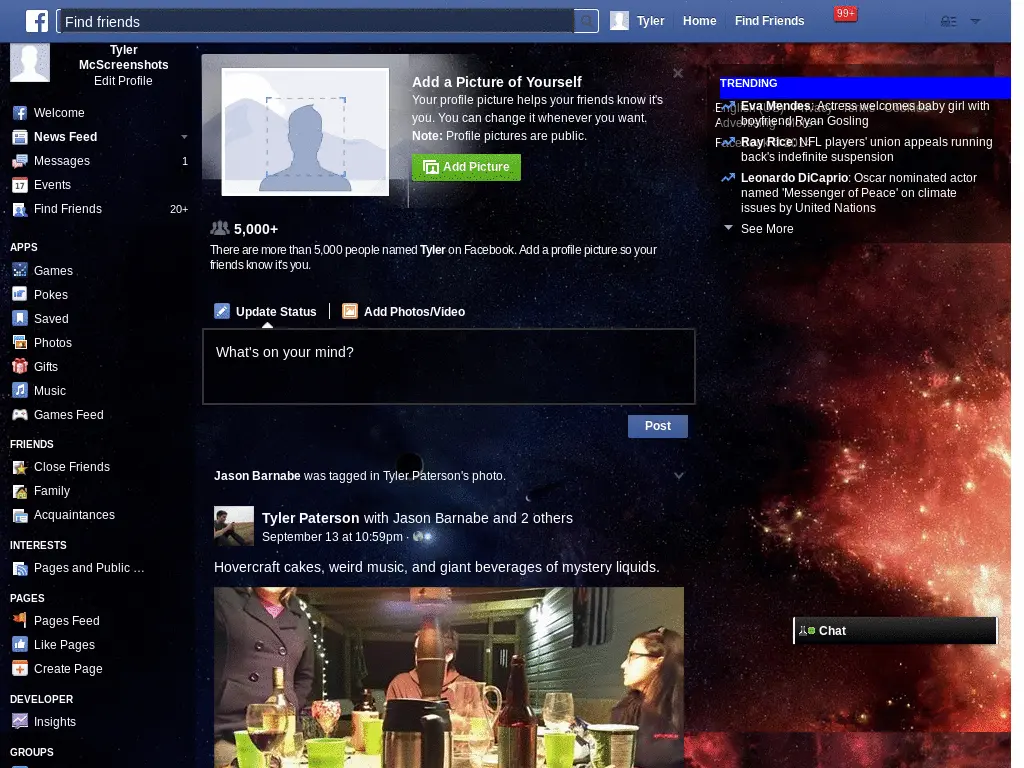 f
Find friends
Tyler
Home
Find Friends
99+
Tyler
McScreenshots
Edit Profile
Welcome
News Feed
Messages 1
17 Events
Find Friends 20+
APPS
Games
Pokes
Saved
Photos
Gifts
Music
Games Feed
FRIENDS
Close Friends
Family
Acquaintances
INTERESTS
Pages and Public ...
PAGES
Pages Feed
Like Pages
Create Page
DEVELOPER
Insights
GROUPS
Add a Picture of Yourself
Your profile picture helps your friends know it's
you. You can change it whenever you want.
Note: Profile pictures are public.
Add Picture
5,000+
There are more than 5,000 people named Tyler on Facebook. Add a profile picture so your
friends know it's you.
Update Status
Add Photos/Video
What's on your mind?
Post
Jason Barnabe was tagged in Tyler Paterson's photo.
Tyler Paterson with Jason Barnabe and 2 others
September 13 at 10:59pm ·
Hovercraft cakes, weird music, and giant beverages of mystery liquids.
TRENDING
Eva Mendes: Actress welcomes baby girl with
boyfriend Ryan Gosling
Ray Rice: NFL players' union appeals running
back's indefinite suspension
Leonardo DiCaprio: Oscar nominated actor
named 'Messenger of Peace' on climate
issues by United Nations
See More
Chat